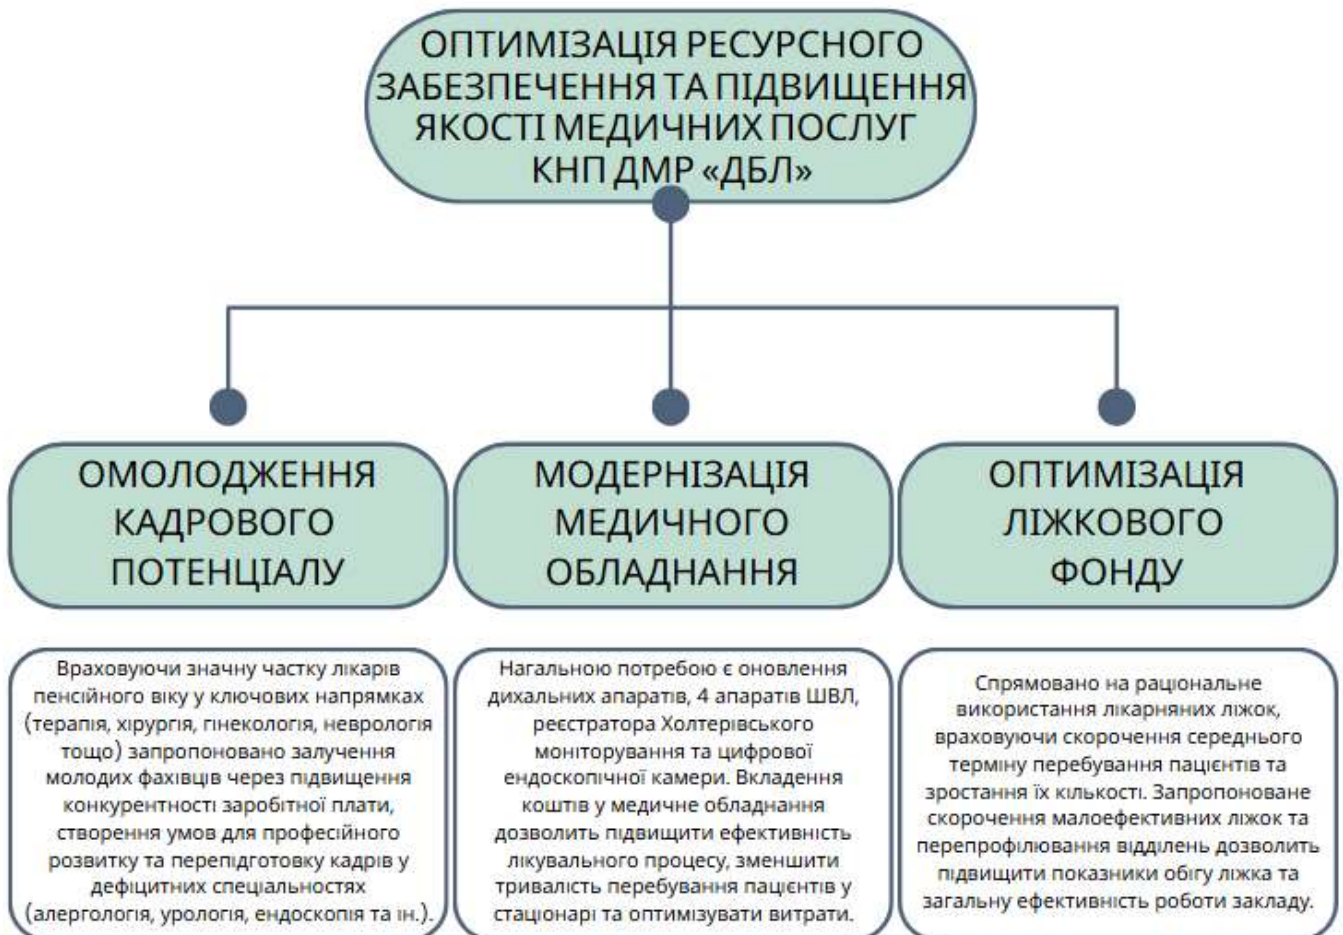 ОПТИМІЗАЦІЯ РЕСУРСНОГО
ЗАБЕЗПЕЧЕННЯ ТА ПІДВИЩЕННЯ
ЯКОСТІ МЕДИЧНИХ ПОСЛУГ
КНП ДМР «ДБЛ»
ОМОЛОДЖЕННЯ
КАДРОВОГО
ПОТЕНЦІАЛУ
Враховуючи значну частку лікарів
пенсійного віку у ключових напрямках
(терапія, хірургія, гінекологія, неврологія
тощо) запропоновано залучення
молодих фахівців через підвищення
конкурентності заробітної плати,
створення умов для професійного
розвитку та перепідготовку кадрів у
дефіцитних спеціальностях
(алергологія, урологія, ендоскопія та ін.).
МОДЕРНІЗАЦІЯ
МЕДИЧНОГО
ОБЛАДНАННЯ
Нагальною потребою є оновлення
дихальних апаратів, 4 апаратів ШВЛ,
реєстратора Холтерівського
моніторування та цифрової
ендоскопічної камери. Вкладення
коштів у медичне обладнання
дозволить підвищити ефективність
лікувального процесу, зменшити
тривалість перебування пацієнтів у
стаціонарі та оптимізувати витрати.
ОПТИМІЗАЦІЯ
ЛІЖКОВОГО
ФОНДУ
Спрямовано на раціональне
використання лікарняних ліжок,
враховуючи скорочення середнього
терміну перебування пацієнтів та
зростання їх кількості. Запропоноване
скорочення малоефективних ліжок та
перепрофілювання відділень дозволить
підвищити показники обігу ліжка та
загальну ефективність роботи закладу.